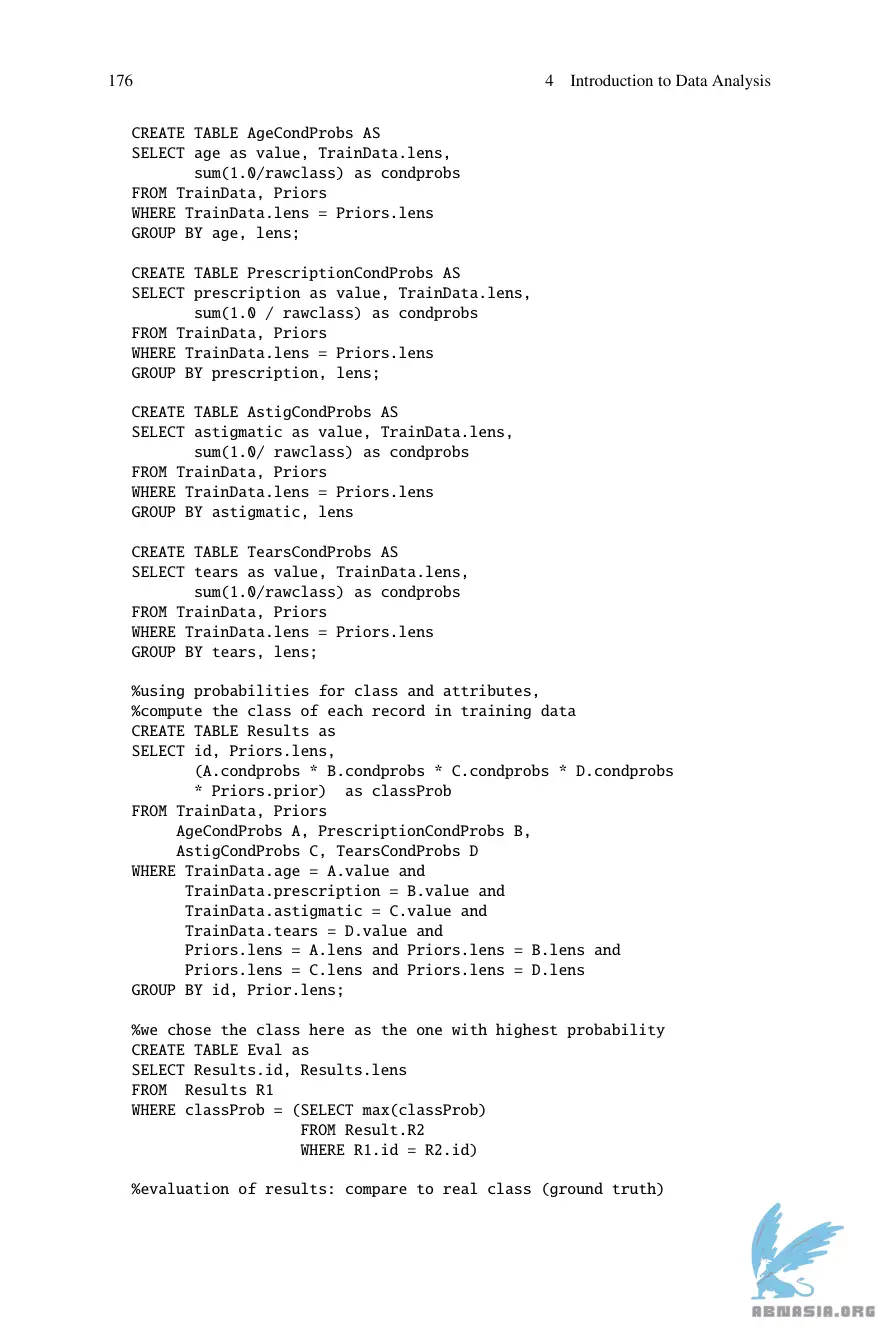 176
4 Introduction to Data Analysis
CREATE TABLE AgeCondProbs AS
SELECT age as value, TrainData.lens,
       sum(1.0/rawclass) as condprobs
FROM TrainData, Priors
WHERE TrainData.lens = Priors.lens
GROUP BY age, lens;

CREATE TABLE PrescriptionCondProbs AS
SELECT prescription as value, TrainData.lens,
       sum(1.0 / rawclass) as condprobs
FROM TrainData, Priors
WHERE TrainData.lens = Priors.lens
GROUP BY prescription, lens;

CREATE TABLE AstigCondProbs AS
SELECT astigmatic as value, TrainData.lens,
       sum(1.0/ rawclass) as condprobs
FROM TrainData, Priors
WHERE TrainData.lens = Priors.lens
GROUP BY astigmatic, lens

CREATE TABLE TearsCondProbs AS
SELECT tears as value, TrainData.lens,
       sum(1.0/rawclass) as condprobs
FROM TrainData, Priors
WHERE TrainData.lens = Priors.lens
GROUP BY tears, lens;

%using probabilities for class and attributes,
%compute the class of each record in training data
CREATE TABLE Results as
SELECT id, Priors.lens,
       (A.condprobs * B.condprobs * C.condprobs * D.condprobs
       * Priors.prior)  as classProb
FROM TrainData, Priors
     AgeCondProbs A, PrescriptionCondProbs B,
     AstigCondProbs C, TearsCondProbs D
WHERE TrainData.age = A.value and
      TrainData.prescription = B.value and
      TrainData.astigmatic = C.value and
      TrainData.tears = D.value and
      Priors.lens = A.lens and Priors.lens = B.lens and
      Priors.lens = C.lens and Priors.lens = D.lens
GROUP BY id, Prior.lens;

%we chose the class here as the one with highest probability
CREATE TABLE Eval as
SELECT Results.id, Results.lens
FROM  Results R1
WHERE classProb = (SELECT max(classProb)
                   FROM Result.R2
                   WHERE R1.id = R2.id)

%evaluation of results: compare to real class (ground truth)
ABNASIA.ORG